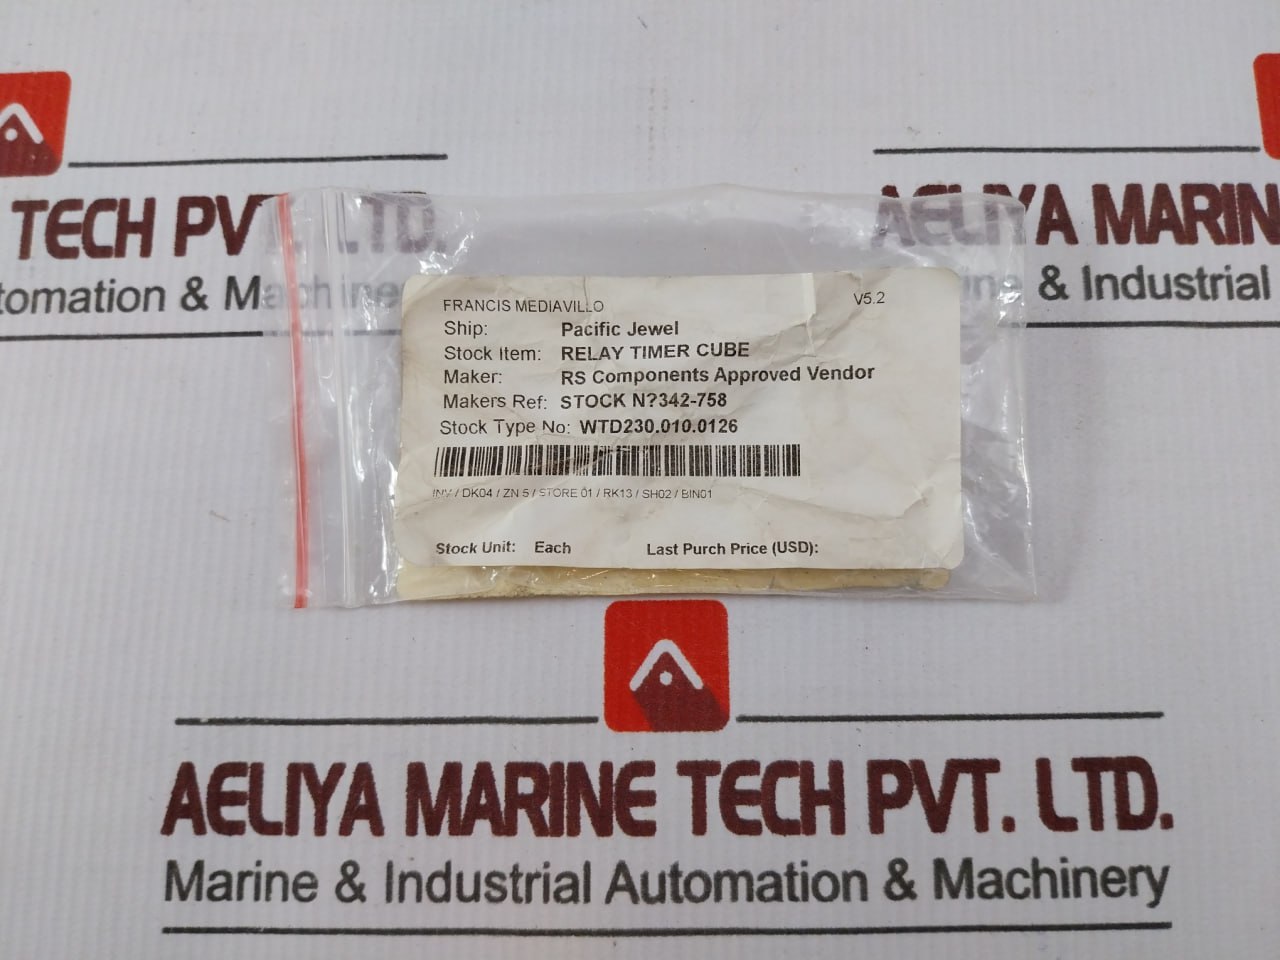 TECH PVT. LTD.
tomation & Machinery
AELIYA MARINE
Marine & Industrial
FRANCIS MEDIAVILLO
V5.2
Ship: Pacific Jewel
Stock Item: RELAY TIMER CUBE
Maker: RS Components Approved Vendor
Makers Ref: STOCK N?342-758
Stock Type No: WTD230.010.0126
INV / DK04 / ZN 5 / STORE 01 / RK13 / SH02 / BIN01
Stock Unit: Each Last Purch Price (USD):
AELIYA MARINE TECH PVT. LTD.
Marine & Industrial Automation & Machinery